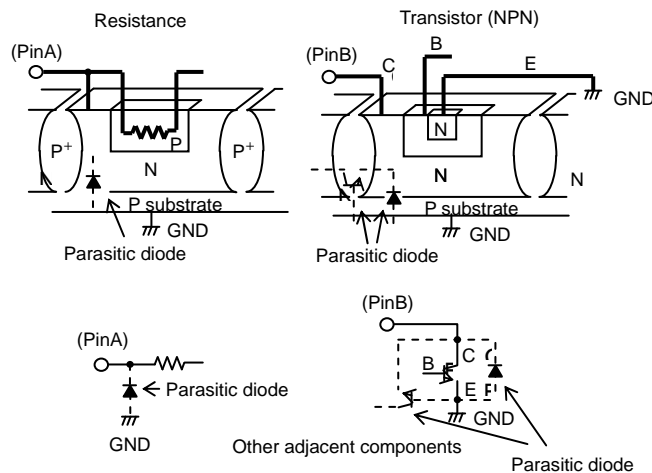 Resistance
Transistor (NPN)
(PinA)
(PinB)
C
B
E
GND
P+
P
N
P+
N
N
N
P substrate
GND
Parasitic diode
P substrate
GND
Parasitic diode
(PinA)
Parasitic diode
GND
(PinB)
C
B
E
GND
Other adjacent components
Parasitic diode